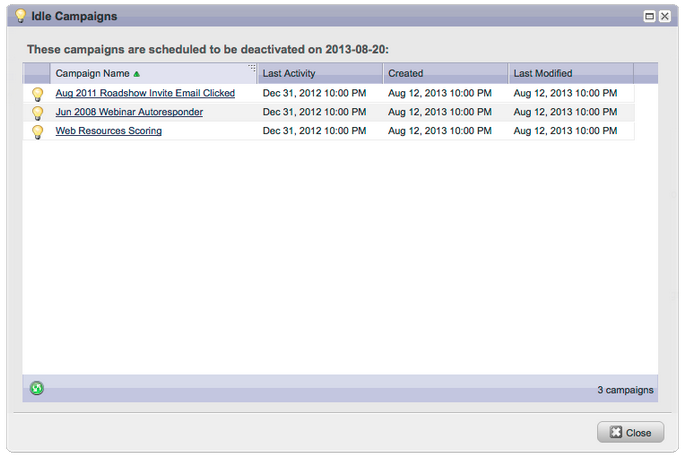 Idle Campaigns
These campaigns are scheduled to be deactivated on 2013-08-20:
Campaign Name Last Activity Created Last Modified
Aug 2011 Roadshow Invite Email Clicked Dec 31, 2012 10:00 PM Aug 12, 2013 10:00 PM Aug 12, 2013 10:00 PM
Jun 2008 Webinar Autoresponder Dec 31, 2012 10:00 PM Aug 12, 2013 10:00 PM Aug 12, 2013 10:00 PM
Web Resources Scoring Dec 31, 2012 10:00 PM Aug 12, 2013 10:00 PM Aug 12, 2013 10:00 PM
3 campaigns
Close